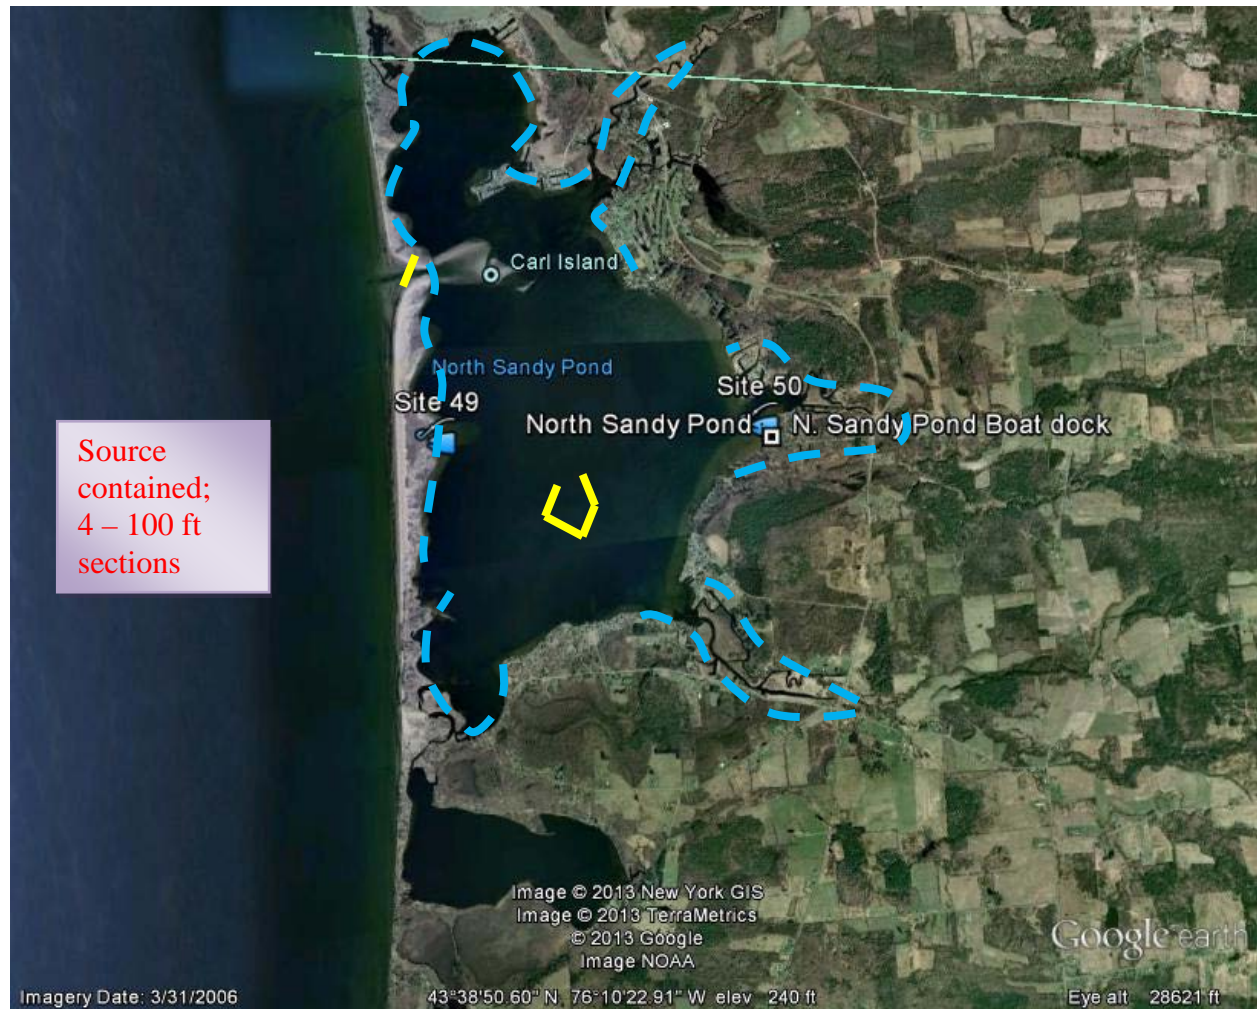 Carl Island
North Sandy Pond
Site 50
Site 49
North Sandy Pond
N. Sandy Pond Boat dock
Source
contained;
4 – 100 ft
sections
Image © 2013 New York GIS
Image © 2013 TerraMetrics
© 2013 Google
Image NOAA
Google earth
Imagery Date: 3/31/2006
43°38'50.60" N 76°10'22.91" W elev 240 ft
Eye alt 28621 ft